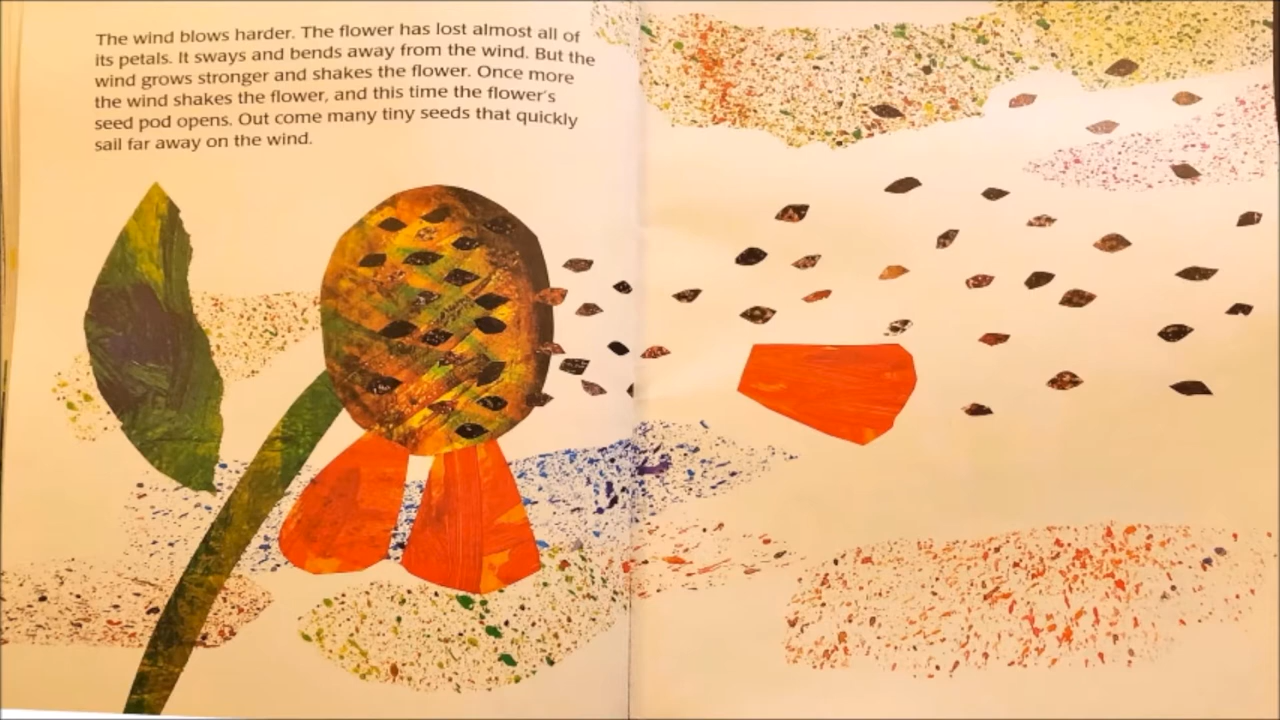 The wind blows harder. The flower has lost almost all of
its petals. It sways and bends away from the wind. But the
wind grows stronger and shakes the flower. Once more
the wind shakes the flower, and this time the flower's
seed pod opens. Out come many tiny seeds that quickly
sail far away on the wind.